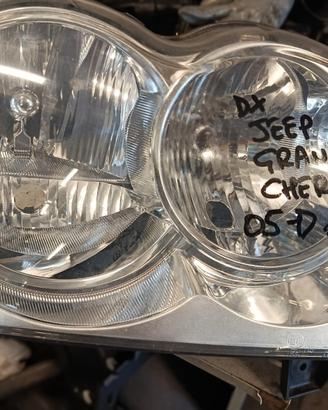 DX
JEEP
GRAN
CHER
05-D